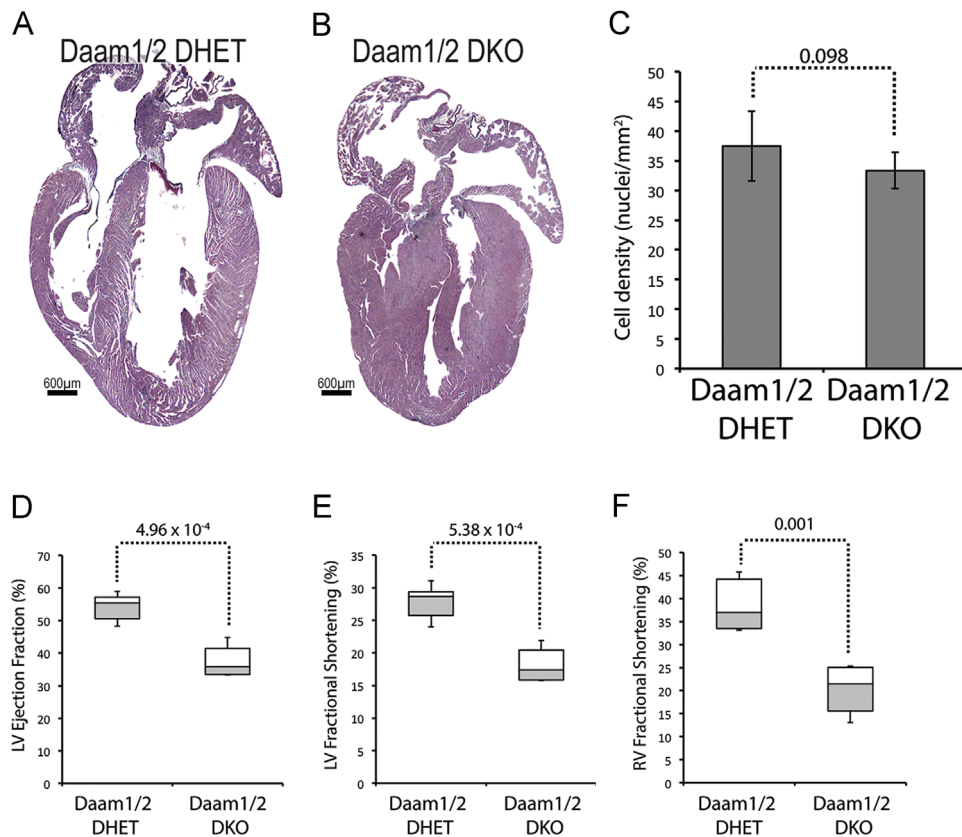 A
Daam1/2 DHET
600µm
B
Daam1/2 DKO
600µm
C
0.098
Cell density (nuclei/mm²)
50
45
40
35
30
25
20
15
10
5
0
Daam1/2
DHET
Daam1/2
DKO
D
4.96 x 10⁻⁴
LV Ejection Fraction (%)
70
60
50
40
30
20
10
0
Daam1/2
DHET
Daam1/2
DKO
E
5.38 x 10⁻⁴
LV Fractional Shortening (%)
35
30
25
20
15
10
5
0
Daam1/2
DHET
Daam1/2
DKO
F
0.001
RV Fractional Shortening (%)
50
45
40
35
30
25
20
15
10
5
0
Daam1/2
DHET
Daam1/2
DKO